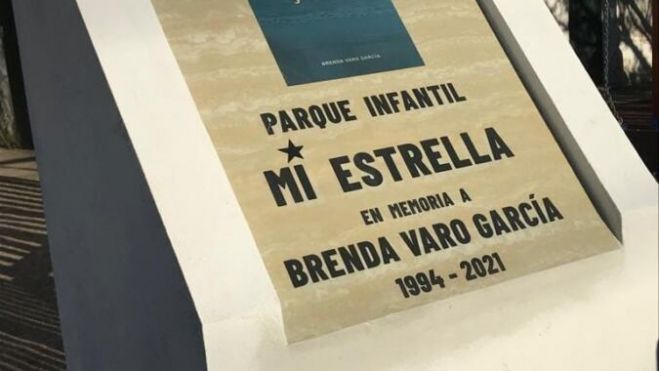 BRENDA VARO GARCÍA
PARQUE INFANTIL
MI ESTRELLA
EN MEMORIA A
BRENDA VARO GARCÍA
1994 - 2021